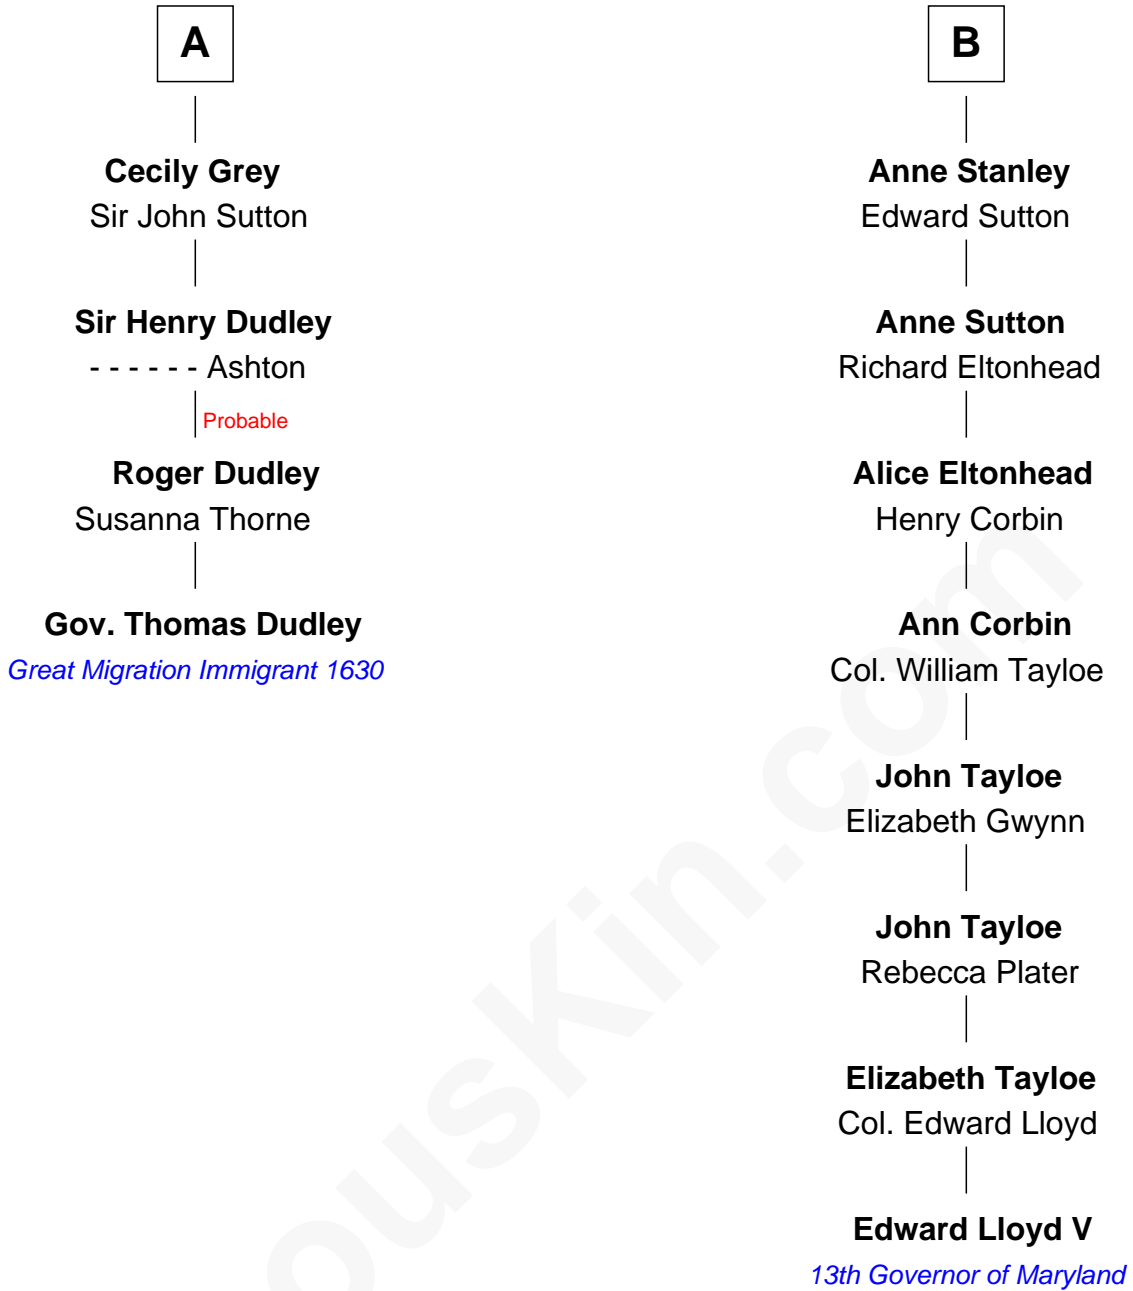 A
Cecily Grey
Sir John Sutton
Sir Henry Dudley
- - - - - - Ashton
Probable
Roger Dudley
Susanna Thorne
Gov. Thomas Dudley
Great Migration Immigrant 1630
B
Anne Stanley
Edward Sutton
Anne Sutton
Richard Eltonhead
Alice Eltonhead
Henry Corbin
Ann Corbin
Col. William Tayloe
John Tayloe
Elizabeth Gwynn
John Tayloe
Rebecca Plater
Elizabeth Tayloe
Col. Edward Lloyd
Edward Lloyd V
13th Governor of Maryland
ousKin.com